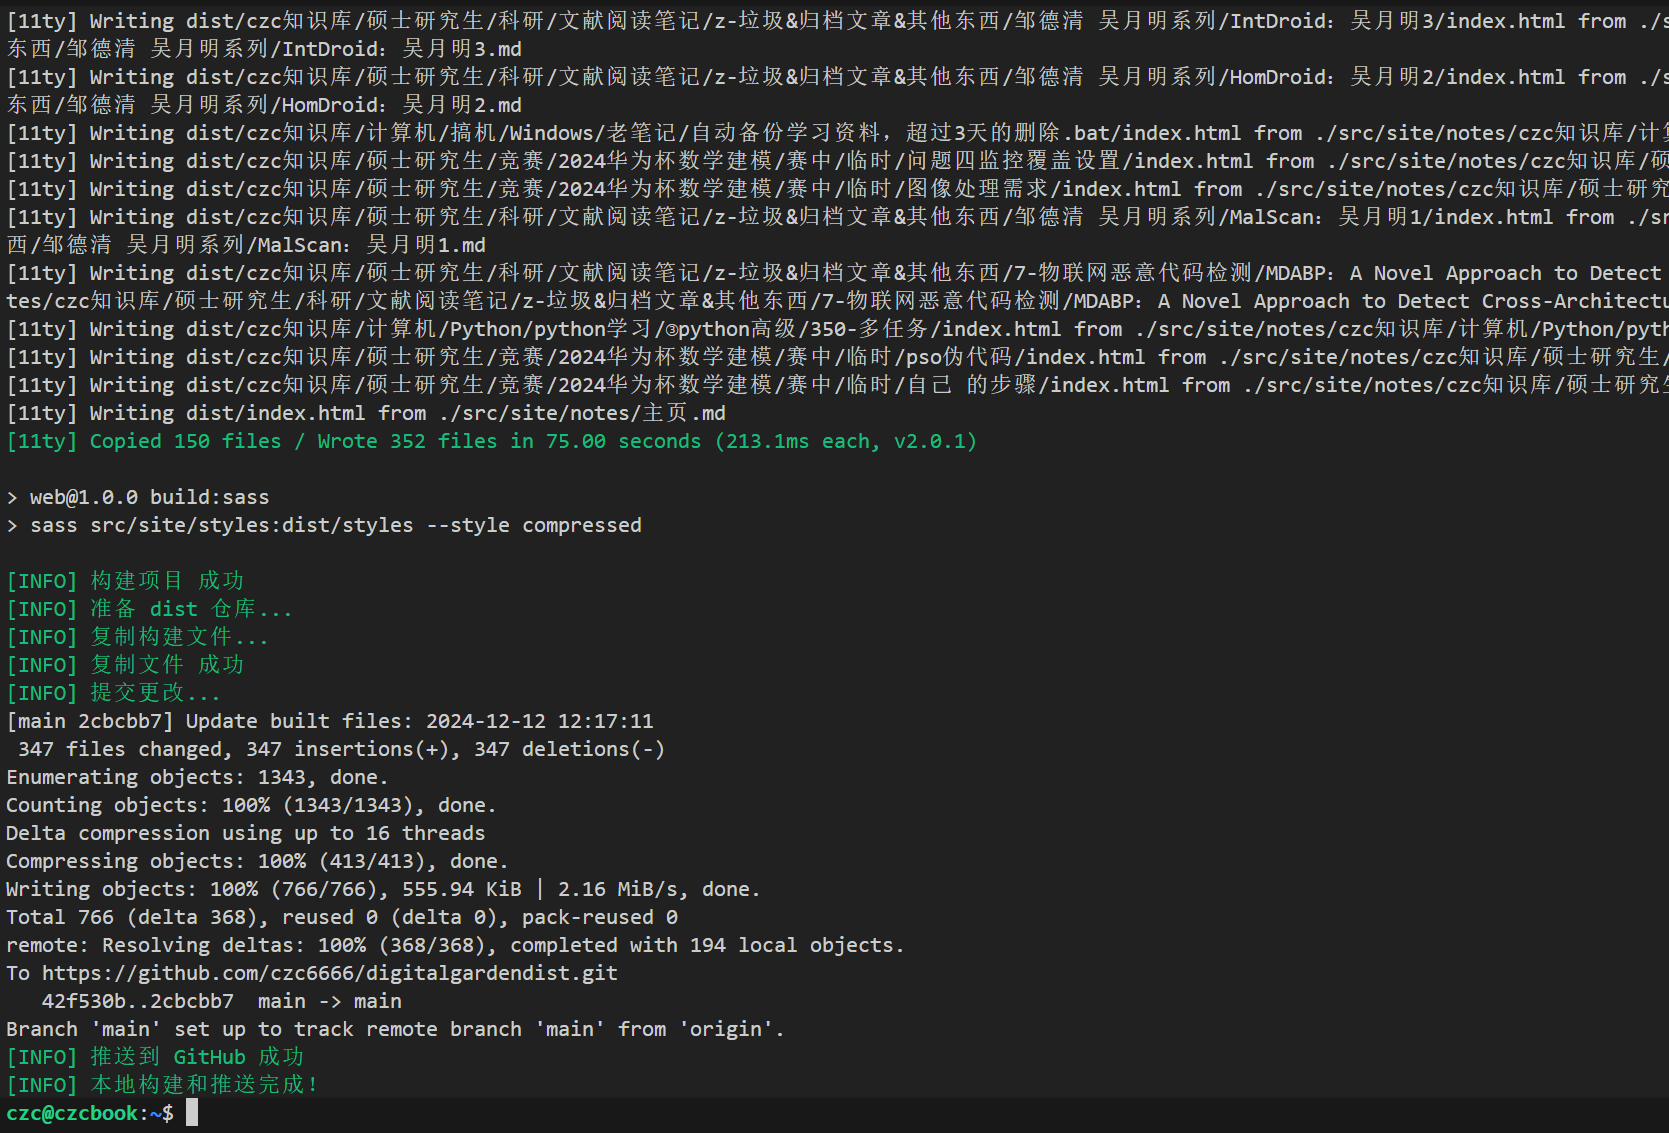 [11ty] Writing dist/czc知识库/硕士研究生/科研/文献阅读笔记/z-垃圾&归档文章&其他东西/邹德清 吴月明系列/IntDroid：吴月明3/index.html from ./s
东西/邹德清 吴月明系列/IntDroid：吴月明3.md
[11ty] Writing dist/czc知识库/硕士研究生/科研/文献阅读笔记/z-垃圾&归档文章&其他东西/邹德清 吴月明系列/HomDroid：吴月明2/index.html from ./s
东西/邹德清 吴月明系列/HomDroid：吴月明2.md
[11ty] Writing dist/czc知识库/计算机/搞机/Windows/老笔记/自动备份学习资料，超过3天的删除.bat/index.html from ./src/site/notes/czc知识库/计算
[11ty] Writing dist/czc知识库/硕士研究生/竞赛/2024华为杯数学建模/赛中/临时/问题四监控覆盖设置/index.html from ./src/site/notes/czc知识库/硕
[11ty] Writing dist/czc知识库/硕士研究生/竞赛/2024华为杯数学建模/赛中/临时/图像处理需求/index.html from ./src/site/notes/czc知识库/硕士研究
[11ty] Writing dist/czc知识库/硕士研究生/科研/文献阅读笔记/z-垃圾&归档文章&其他东西/邹德清 吴月明系列/MalScan：吴月明1/index.html from ./sr
西/邹德清 吴月明系列/MalScan：吴月明1.md
[11ty] Writing dist/czc知识库/硕士研究生/科研/文献阅读笔记/z-垃圾&归档文章&其他东西/7-物联网恶意代码检测/MDABP：A Novel Approach to Detect
tes/czc知识库/硕士研究生/科研/文献阅读笔记/z-垃圾&归档文章&其他东西/7-物联网恶意代码检测/MDABP：A Novel Approach to Detect Cross-Architectu
[11ty] Writing dist/czc知识库/计算机/Python/python学习/③python高级/350-多任务/index.html from ./src/site/notes/czc知识库/计算机/Python/pyth
[11ty] Writing dist/czc知识库/硕士研究生/竞赛/2024华为杯数学建模/赛中/临时/pso伪代码/index.html from ./src/site/notes/czc知识库/硕士研究生/
[11ty] Writing dist/czc知识库/硕士研究生/竞赛/2024华为杯数学建模/赛中/临时/自己 的步骤/index.html from ./src/site/notes/czc知识库/硕士研究生
[11ty] Writing dist/index.html from ./src/site/notes/主页.md
[11ty] Copied 150 files / Wrote 352 files in 75.00 seconds (213.1ms each, v2.0.1)
> web@1.0.0 build:sass
> sass src/site/styles:dist/styles --style compressed
[INFO] 构建项目 成功
[INFO] 准备 dist 仓库...
[INFO] 复制构建文件...
[INFO] 复制文件 成功
[INFO] 提交更改...
[main 2cbcbb7] Update built files: 2024-12-12 12:17:11
347 files changed, 347 insertions(+), 347 deletions(-)
Enumerating objects: 1343, done.
Counting objects: 100% (1343/1343), done.
Delta compression using up to 16 threads
Compressing objects: 100% (413/413), done.
Writing objects: 100% (766/766), 555.94 KiB | 2.16 MiB/s, done.
Total 766 (delta 368), reused 0 (delta 0), pack-reused 0
remote: Resolving deltas: 100% (368/368), completed with 194 local objects.
To https://github.com/czc6666/digitalgardendist.git
42f530b..2cbcbb7  main -> main
Branch 'main' set up to track remote branch 'main' from 'origin'.
[INFO] 推送到 GitHub 成功
[INFO] 本地构建和推送完成！
czc@czcbook:~$